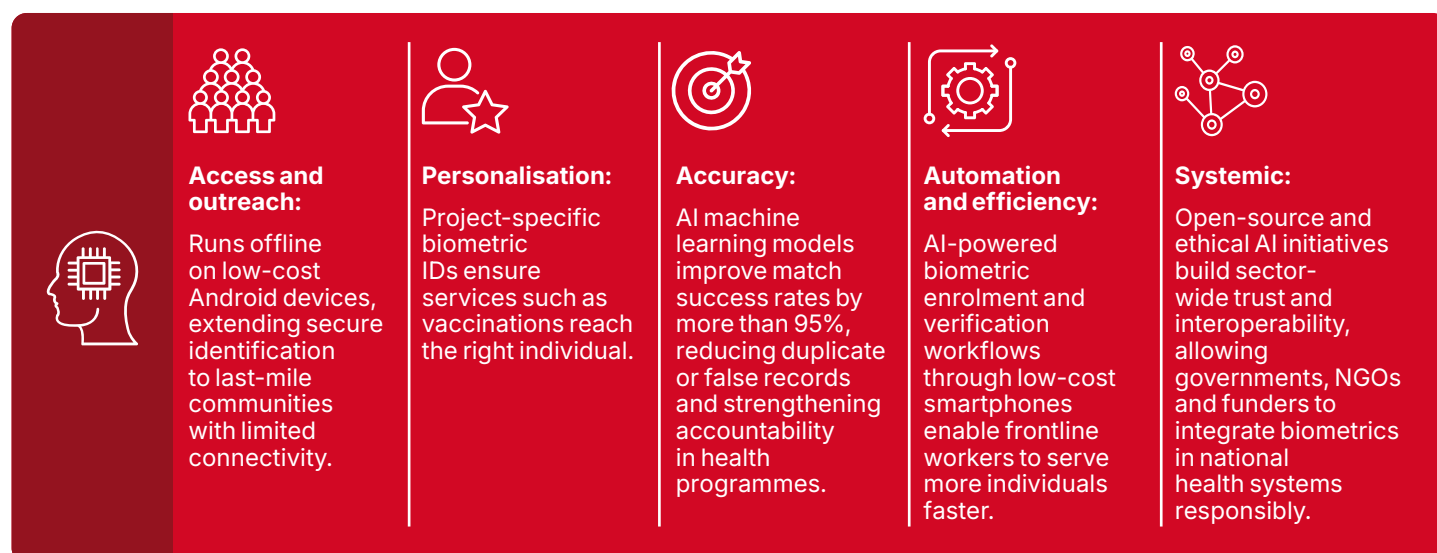 Access and
outreach:
Runs offline
on low-cost
Android devices,
extending secure
identification
to last-mile
communities
with limited
connectivity.
Personalisation:
Project-specific
biometric
IDs ensure
services such as
vaccinations reach
the right individual.
Accuracy:
AI machine
learning models
improve match
success rates by
more than 95%,
reducing duplicate
or false records
and strengthening
accountability
in health
programmes.
Automation
and efficiency:
AI-powered
biometric
enrolment and
verification
workflows
through low-cost
smartphones
enable frontline
workers to serve
more individuals
faster.
Systemic:
Open-source and
ethical AI initiatives
build sector-
wide trust and
interoperability,
allowing
governments, NGOs
and funders to
integrate biometrics
in national
health systems
responsibly.